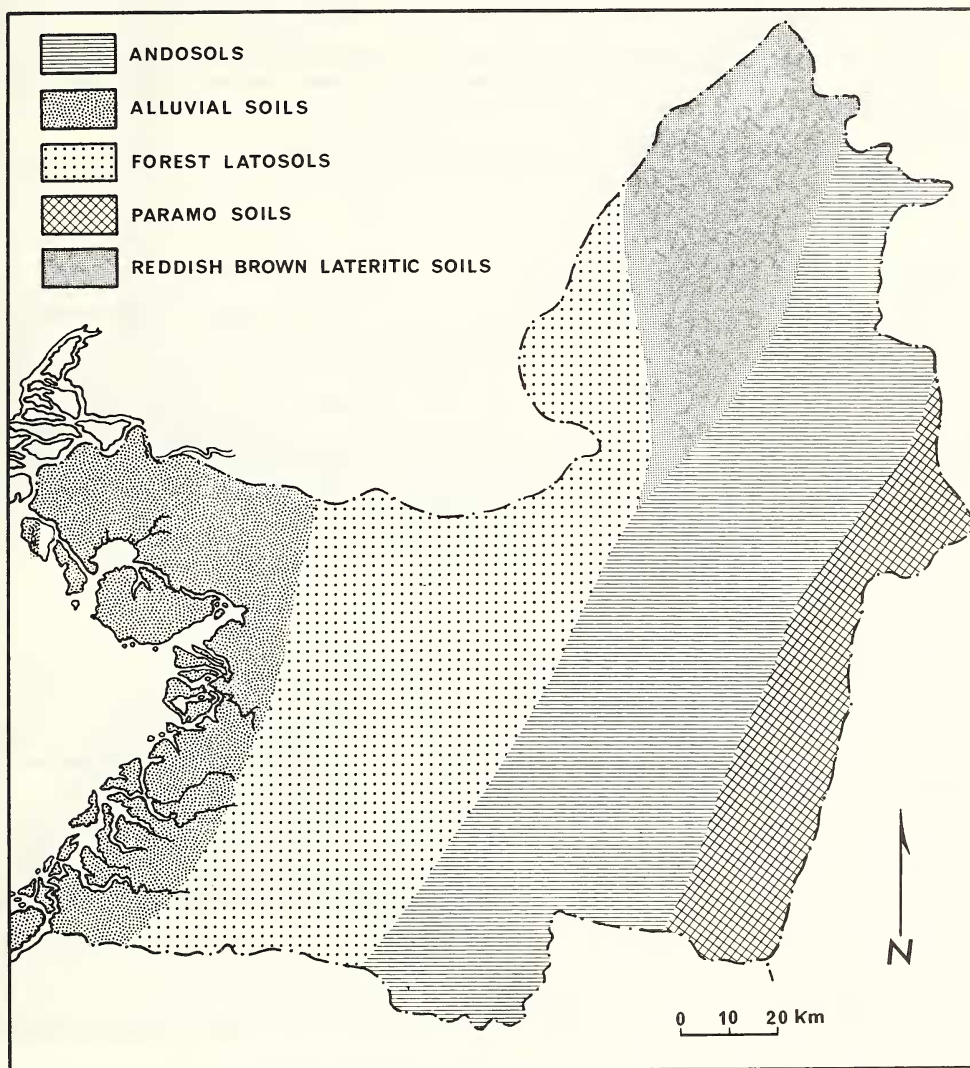 ANDOSOLS
ALLUVIAL SOILS
FOREST LATOSOLS
PARAMO SOILS
REDDISH BROWN LATERITIC SOILS
N
0 10 20 Km